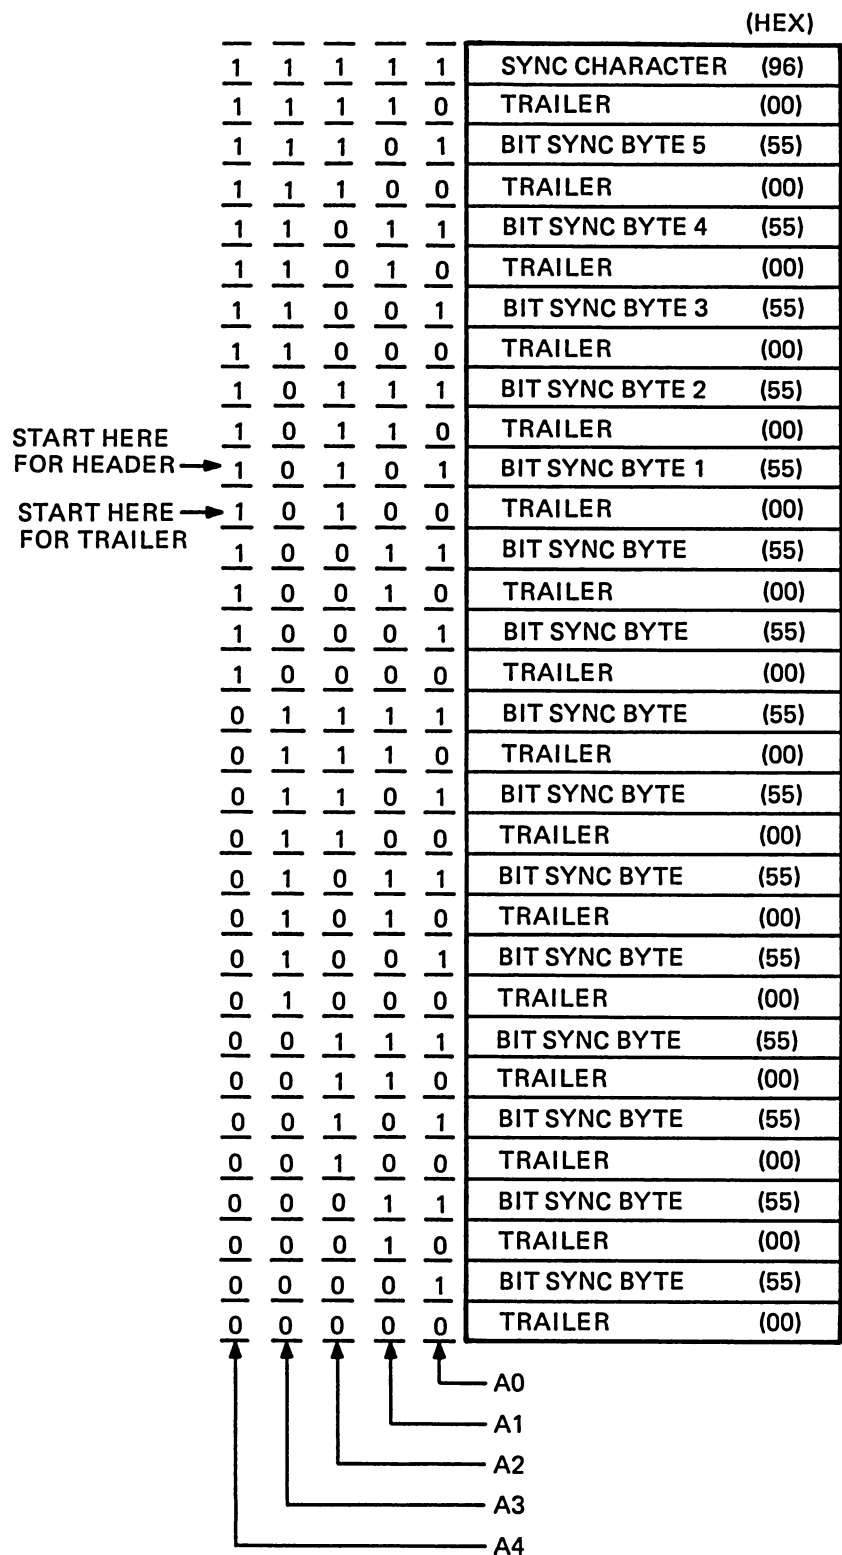 (HEX)
1 1 1 1 1 SYNC CHARACTER (96)
1 1 1 1 0 TRAILER (00)
1 1 1 0 1 BIT SYNC BYTE 5 (55)
1 1 1 0 0 TRAILER (00)
1 1 0 1 1 BIT SYNC BYTE 4 (55)
1 1 0 1 0 TRAILER (00)
1 1 0 0 1 BIT SYNC BYTE 3 (55)
1 1 0 0 0 TRAILER (00)
1 0 1 1 1 BIT SYNC BYTE 2 (55)
1 0 1 1 0 TRAILER (00)
START HERE
FOR HEADER 1 0 1 0 1 BIT SYNC BYTE 1 (55)
START HERE 1 0 1 0 0 TRAILER (00)
FOR TRAILER
1 0 0 1 1 BIT SYNC BYTE (55)
1 0 0 1 0 TRAILER (00)
1 0 0 0 1 BIT SYNC BYTE (55)
1 0 0 0 0 TRAILER (00)
0 1 1 1 1 BIT SYNC BYTE (55)
0 1 1 1 0 TRAILER (00)
0 1 1 0 1 BIT SYNC BYTE (55)
0 1 1 0 0 TRAILER (00)
0 1 0 1 1 BIT SYNC BYTE (55)
0 1 0 1 0 TRAILER (00)
0 1 0 0 1 BIT SYNC BYTE (55)
0 1 0 0 0 TRAILER (00)
0 0 1 1 1 BIT SYNC BYTE (55)
0 0 1 1 0 TRAILER (00)
0 0 1 0 1 BIT SYNC BYTE (55)
0 0 1 0 0 TRAILER (00)
0 0 0 1 1 BIT SYNC BYTE (55)
0 0 0 1 0 TRAILER (00)
0 0 0 0 1 BIT SYNC BYTE (55)
0 0 0 0 0 TRAILER (00)
A0
A1
A2
A3
A4